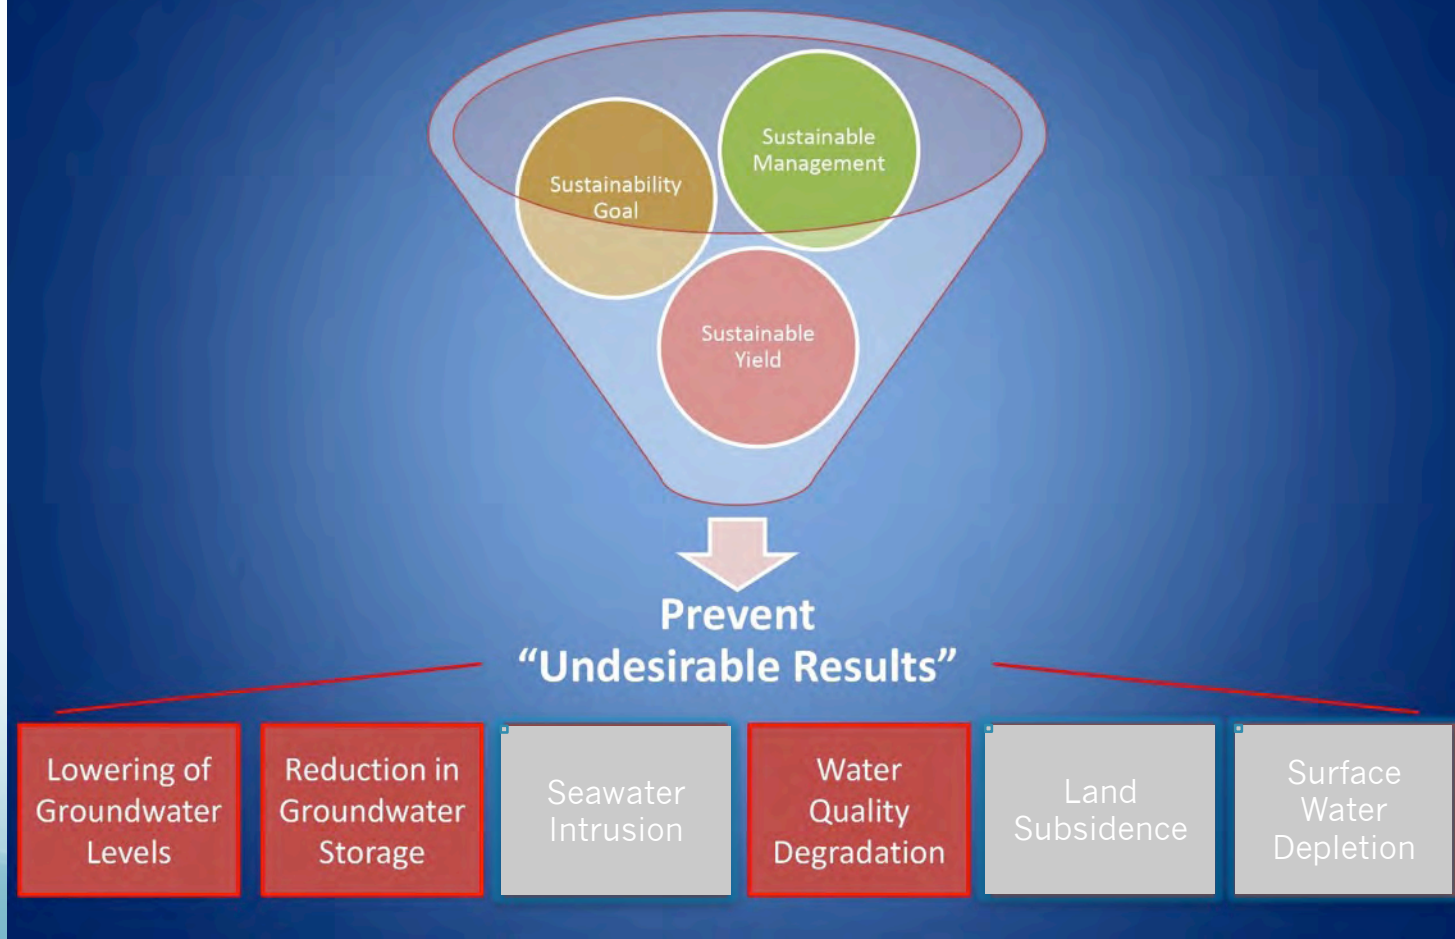 Sustainable
Management
Sustainability
Goal
Sustainable
Yield
Prevent
“Undesirable Results”
Lowering of
Groundwater
Levels
Reduction in
Groundwater
Storage
Seawater
Intrusion
Water
Quality
Degradation
Land
Subsidence
Surface
Water
Depletion